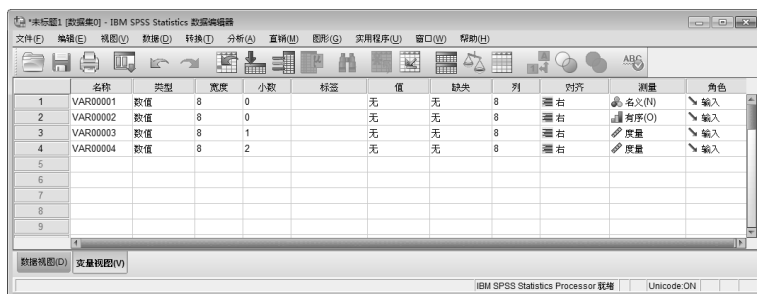 *未标题1 [数据集0] - IBM SPSS Statistics 数据编辑器
文件(F) 编辑(E) 视图(V) 数据(D) 转换(T) 分析(A) 直销(M) 图形(G) 实用程序(U) 窗口(W) 帮助(H)
ABC
名称 类型 宽度 小数 标签 值 缺失 列 对齐 测量 角色
1 VAR00001 数值 8 0 无 无 8 右 名义(N) 输入
2 VAR00002 数值 8 0 无 无 8 右 有序(O) 输入
3 VAR00003 数值 8 1 无 无 8 右 度量 输入
4 VAR00004 数值 8 2 无 无 8 右 度量 输入
5
6
7
8
9
数据视图(D) 变量视图(V)
IBM SPSS Statistics Processor 就绪 Unicode:ON